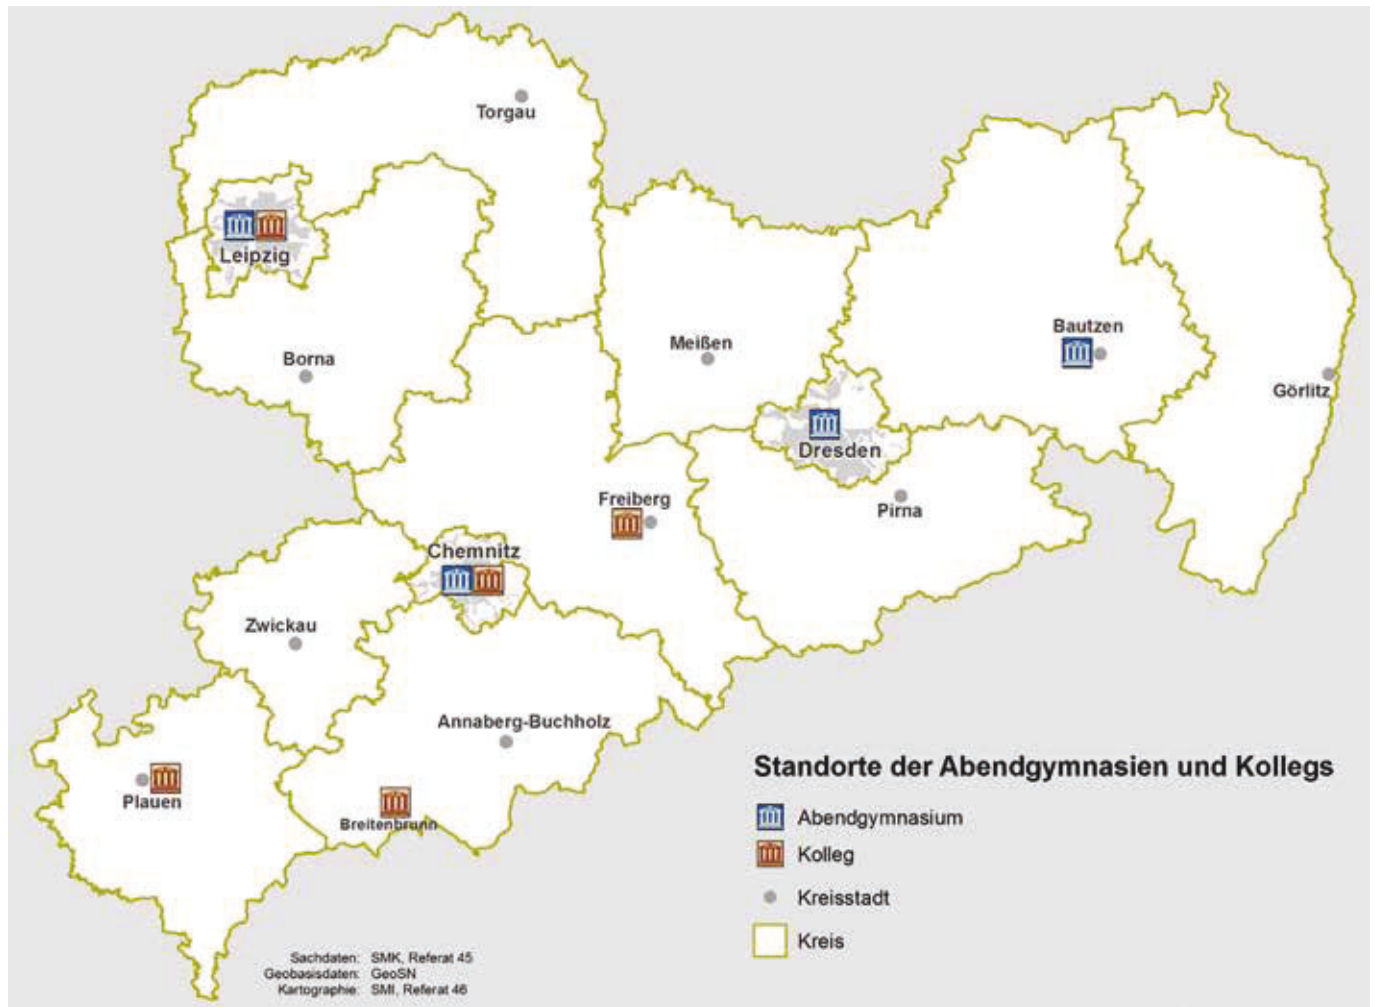 Torgau
Leipzig
Bautzen
Meißen
Borna
Görlitz
Dresden
Freiberg
Pirna
Chemnitz
Zwickau
Annaberg-Buchholz
Plauen
Breitenbrunn
Standorte der Abendgymnasien und Kollegs
Abendgymnasium
Kolleg
Kreisstadt
Kreis
Sachdaten: SMK, Referat 45
Geobasisdaten: GeoSN
Kartographie: SMI, Referat 46